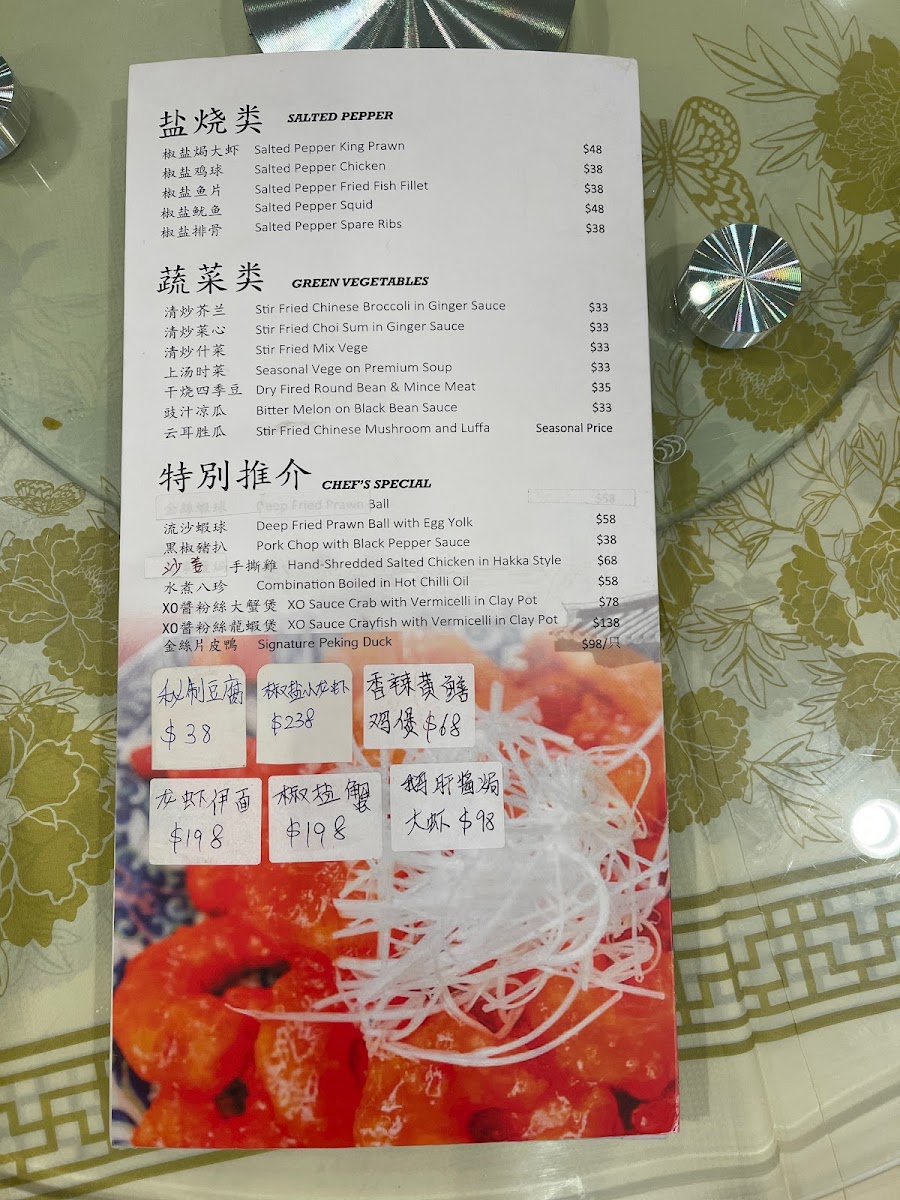 盐烧类 SALTED PEPPER
椒盐焗大虾 Salted Pepper King Prawn $48
椒盐鸡球 Salted Pepper Chicken $38
椒盐鱼片 Salted Pepper Fried Fish Fillet $38
椒盐鱿鱼 Salted Pepper Squid $48
椒盐排骨 Salted Pepper Spare Ribs $38
蔬菜类 GREEN VEGETABLES
清炒芥兰 Stir Fried Chinese Broccoli in Ginger Sauce $33
清炒菜心 Stir Fried Choi Sum in Ginger Sauce $33
清炒什菜 Stir Fried Mix Vege $33
上汤时菜 Seasonal Vege on Premium Soup $33
干烧四季豆 Dry Fired Round Bean & Mince Meat $35
豉汁凉瓜 Bitter Melon on Black Bean Sauce $33
云耳胜瓜 Stir Fried Chinese Mushroom and Luffa Seasonal Price
特别推介 CHEF'S SPECIAL
金絲蝦球 Deep Fried Prawn Ball $58
流沙蝦球 Deep Fried Prawn Ball with Egg Yolk $58
黑椒豬扒 Pork Chop with Black Pepper Sauce $38
沙姜 手撕雞 Hand-Shredded Salted Chicken in Hakka Style $68
水煮八珍 Combination Boiled in Hot Chilli Oil $58
XO醬粉絲大蟹煲 XO Sauce Crab with Vermicelli in Clay Pot $78
XO醬粉絲龍蝦煲 XO Sauce Crayfish with Vermicelli in Clay Pot $138
金絲片皮鴨 Signature Peking Duck $98/只
秘制豆腐
$38
椒盐小龙虾
$238
香辣黄鳝
鸡煲 $68
龙虾伊面
$198
椒盐蟹
$198
鹅肝酱焗
大虾 $98